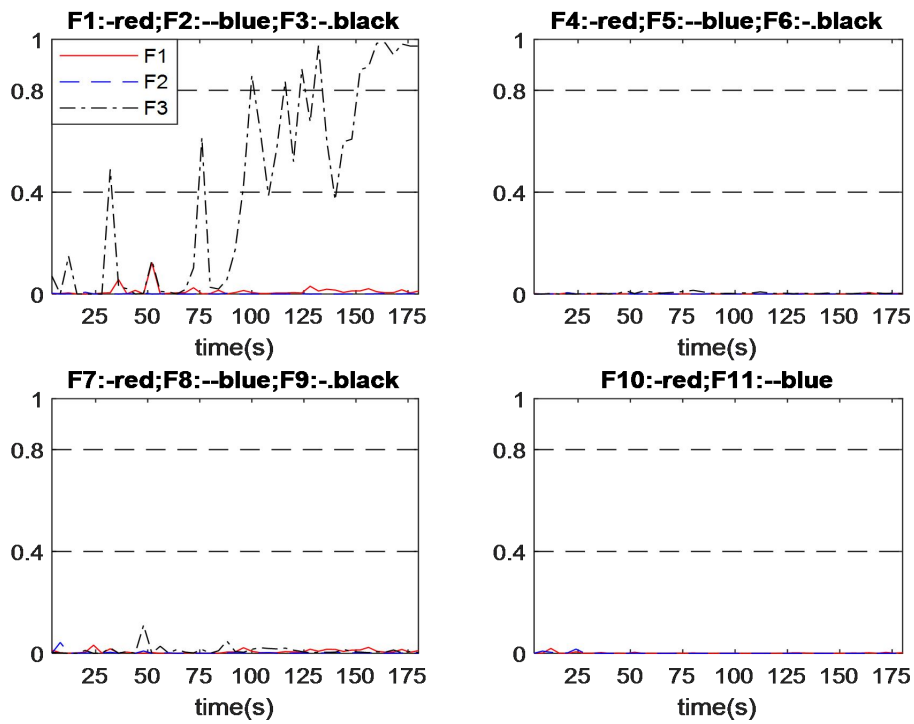 F1:-red;F2:--blue;F3:-.black
1
0.8
0.4
0
F1
F2
F3
25 50 75 100 125 150 175
time(s)
F4:-red;F5:--blue;F6:-.black
1
0.8
0.4
0
25 50 75 100 125 150 175
time(s)
F7:-red;F8:--blue;F9:-.black
1
0.8
0.4
0
25 50 75 100 125 150 175
time(s)
F10:-red;F11:--blue
1
0.8
0.4
0
25 50 75 100 125 150 175
time(s)